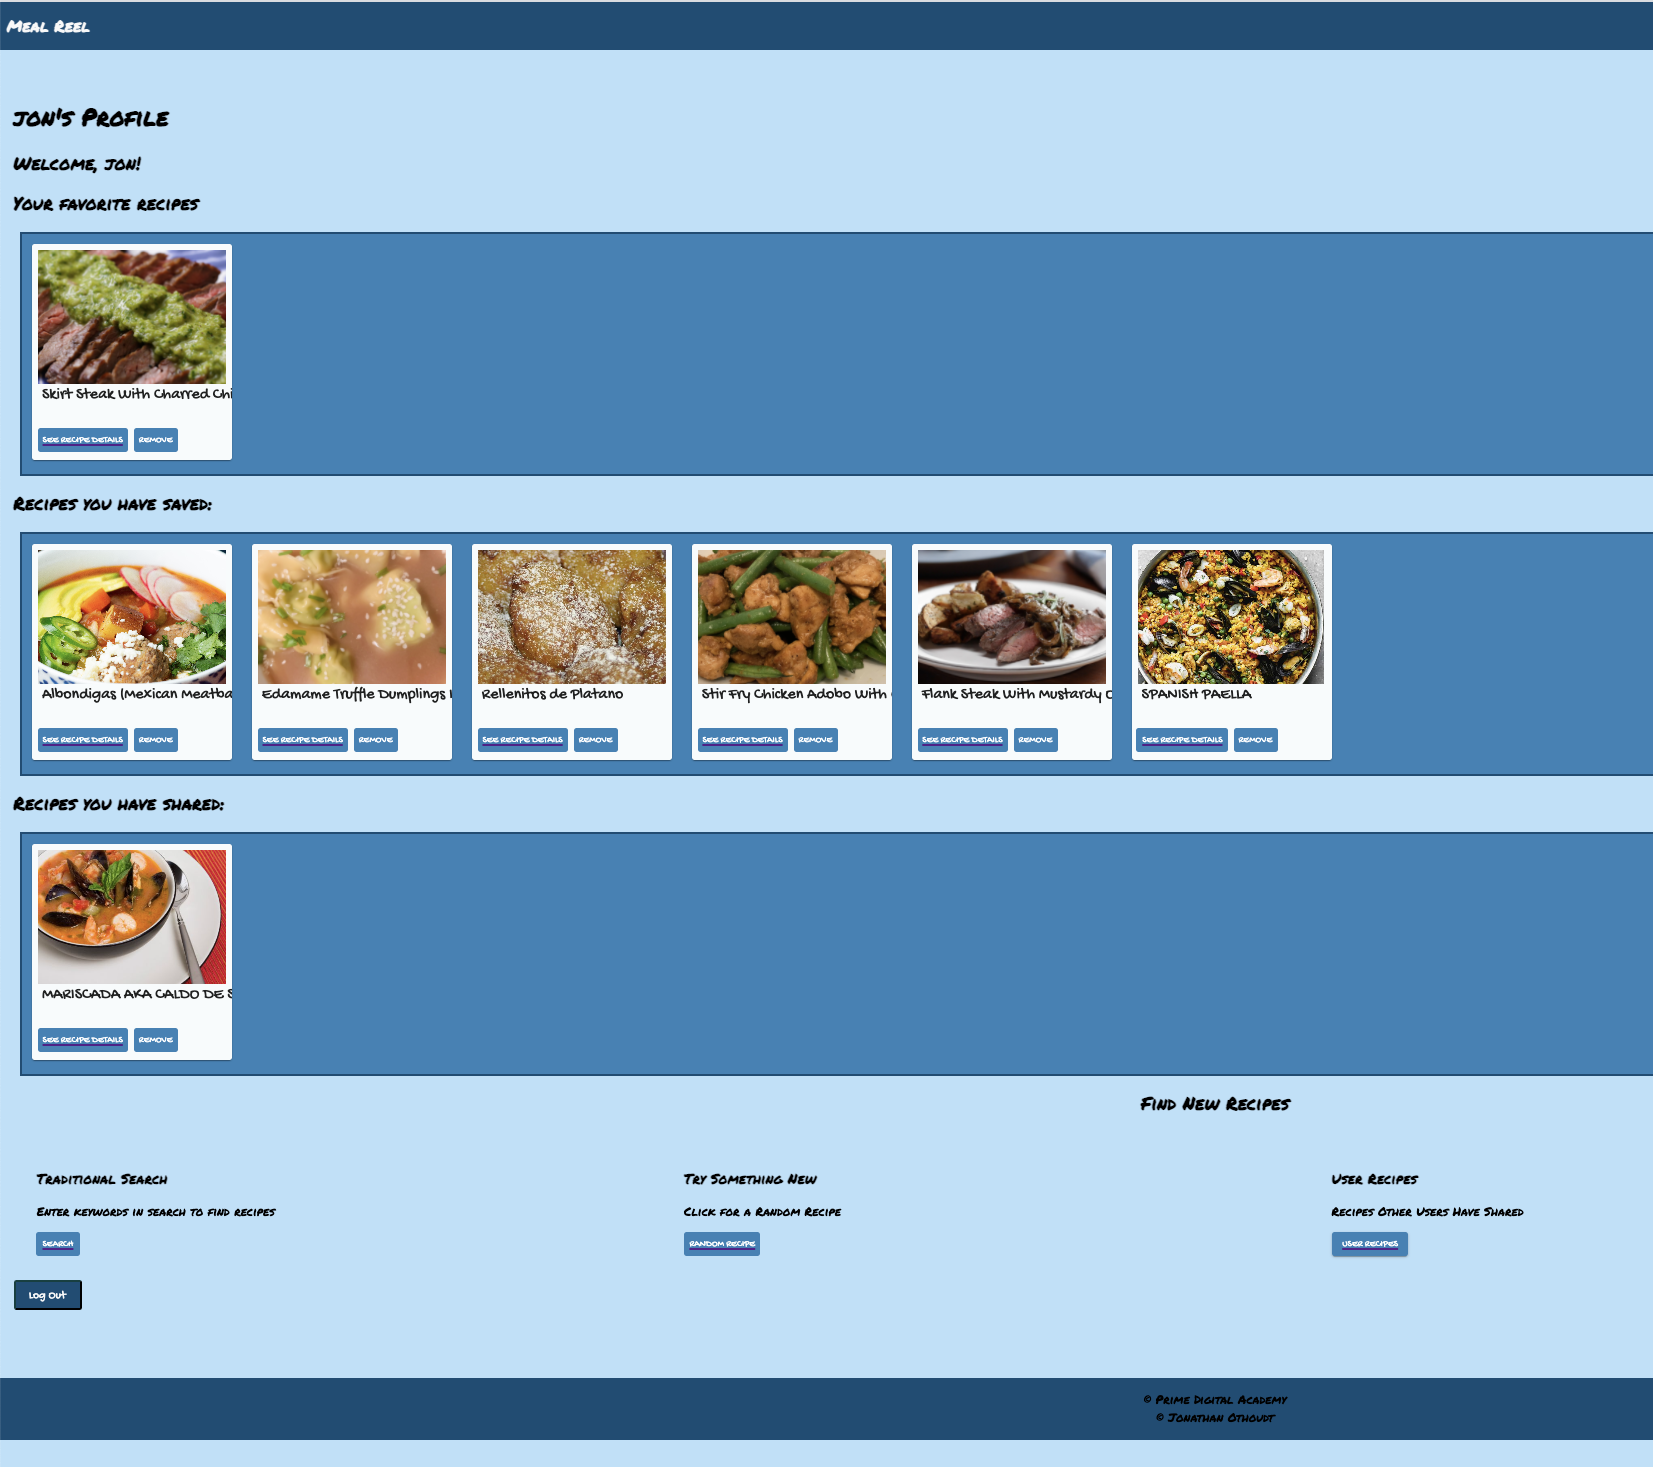 Meal Reel
jon's Profile
Welcome, jon!
Your favorite recipes
Skirt Steak With Charred Chi
SEE RECIPE DETAILS REMOVE
Recipes you have saved:
Albondigas (Mexican Meatba Edamame Truffle Dumplings Rellenitos de Platano Stir Fry Chicken Adobo With Flank Steak With Mustardy SPANISH PAELLA
SEE RECIPE DETAILS REMOVE SEE RECIPE DETAILS REMOVE SEE RECIPE DETAILS REMOVE SEE RECIPE DETAILS REMOVE SEE RECIPE DETAILS REMOVE SEE RECIPE DETAILS REMOVE
Recipes you have shared:
MARISCADA AKA CALDO DE S
SEE RECIPE DETAILS REMOVE
Find New Recipes
Traditional Search Try Something New User Recipes
Enter keywords in search to find recipes Click for a Random Recipe Recipes Other Users Have Shared
SEARCH RANDOM RECIPE USER RECIPES
Log Out
© Prime Digital Academy
© Jonathan Othoudt